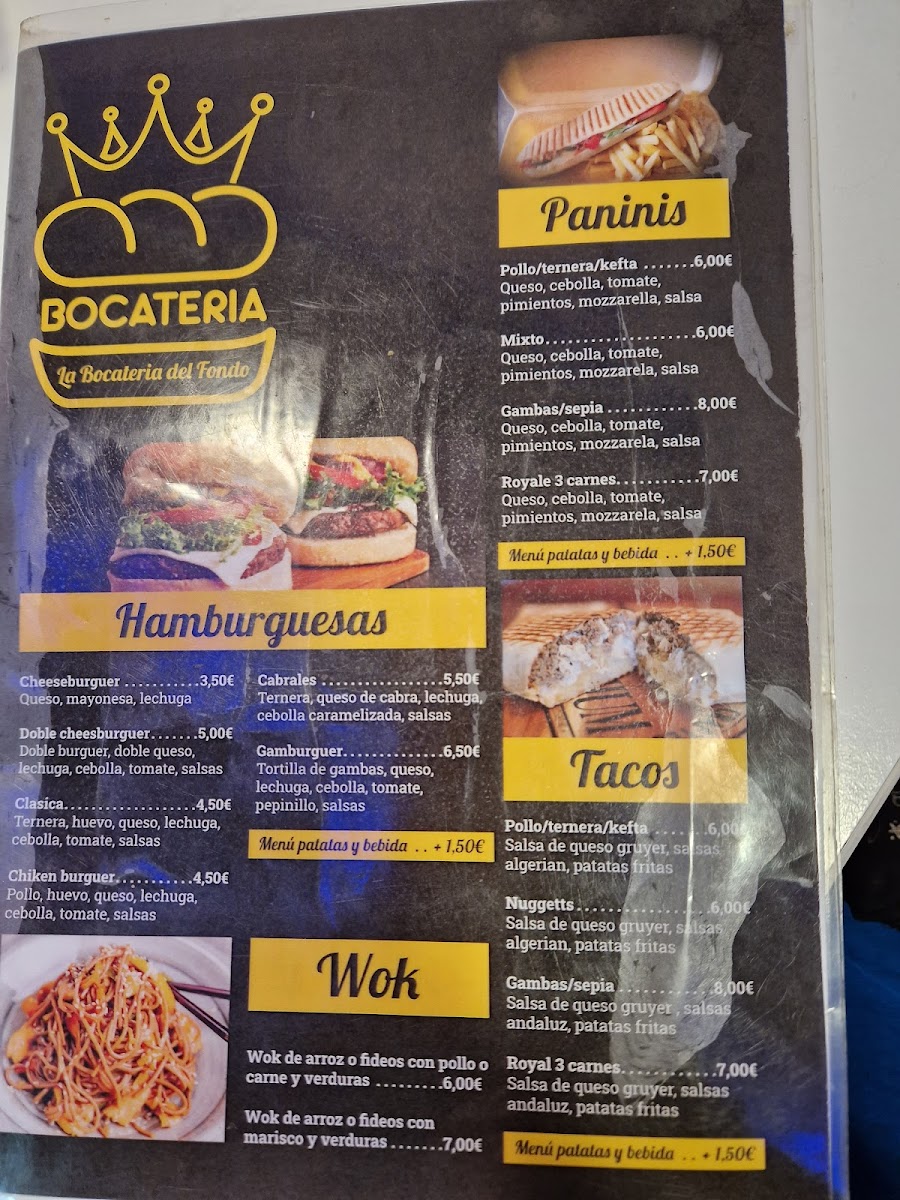 BOCATERIA
La Bocateria del Fondo
Hamburguesas
Cheeseburguer ...........3,50€
Queso, mayonesa, lechuga
Doble cheesburguer.......5,00€
Doble burguer, doble queso,
lechuga, cebolla, tomate, salsas
Clasica...................4,50€
Ternera, huevo, queso, lechuga,
cebolla, tomate, salsas
Chiken burguer...........4,50€
Pollo, huevo, queso, lechuga,
cebolla, tomate, salsas
Cabrales .................5,50€
Ternera, queso de cabra, lechuga,
cebolla caramelizada, salsas
Gamburguer..............6,50€
Tortilla de gambas, queso,
lechuga, cebolla, tomate,
pepinillo, salsas
Menú patatas y bebida .. + 1,50€
Wok
Wok de arroz o fideos con pollo o
carne y verduras .........6,00€
Wok de arroz o fideos con
marisco y verduras .......7,00€
Paninis
Pollo/ternera/kefta .......6,00€
Queso, cebolla, tomate,
pimientos, mozzarella, salsa
Mixto.....................6,00€
Queso, cebolla, tomate,
pimientos, mozzarela, salsa
Gambas/sepia ............8,00€
Queso, cebolla, tomate,
pimientos, mozzarela, salsa
Royale 3 carnes...........7,00€
Queso, cebolla, tomate,
pimientos, mozzarela, salsa
Menú patatas y bebida .. + 1,50€
Tacos
Pollo/ternera/kefta .......6,00€
Salsa de queso gruyer, salsas
algerian, patatas fritas
Nuggetts..................6,00€
Salsa de queso gruyer, salsas
algerian, patatas fritas
Gambas/sepia ............8,00€
Salsa de queso gruyer , salsas
andaluz, patatas fritas
Royal 3 carnes............7,00€
Salsa de queso gruyer, salsas
andaluz, patatas fritas
Menú patatas y bebida .. + 1,50€